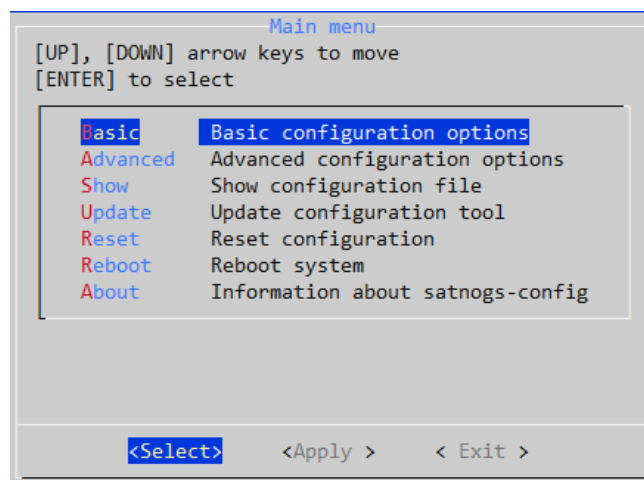 Main menu
[UP], [DOWN] arrow keys to move
[ENTER] to select
Basic Basic configuration options
Advanced Advanced configuration options
Show Show configuration file
Update Update configuration tool
Reset Reset configuration
Reboot Reboot system
About Information about satnogs-config
<Select> <Apply > < Exit >